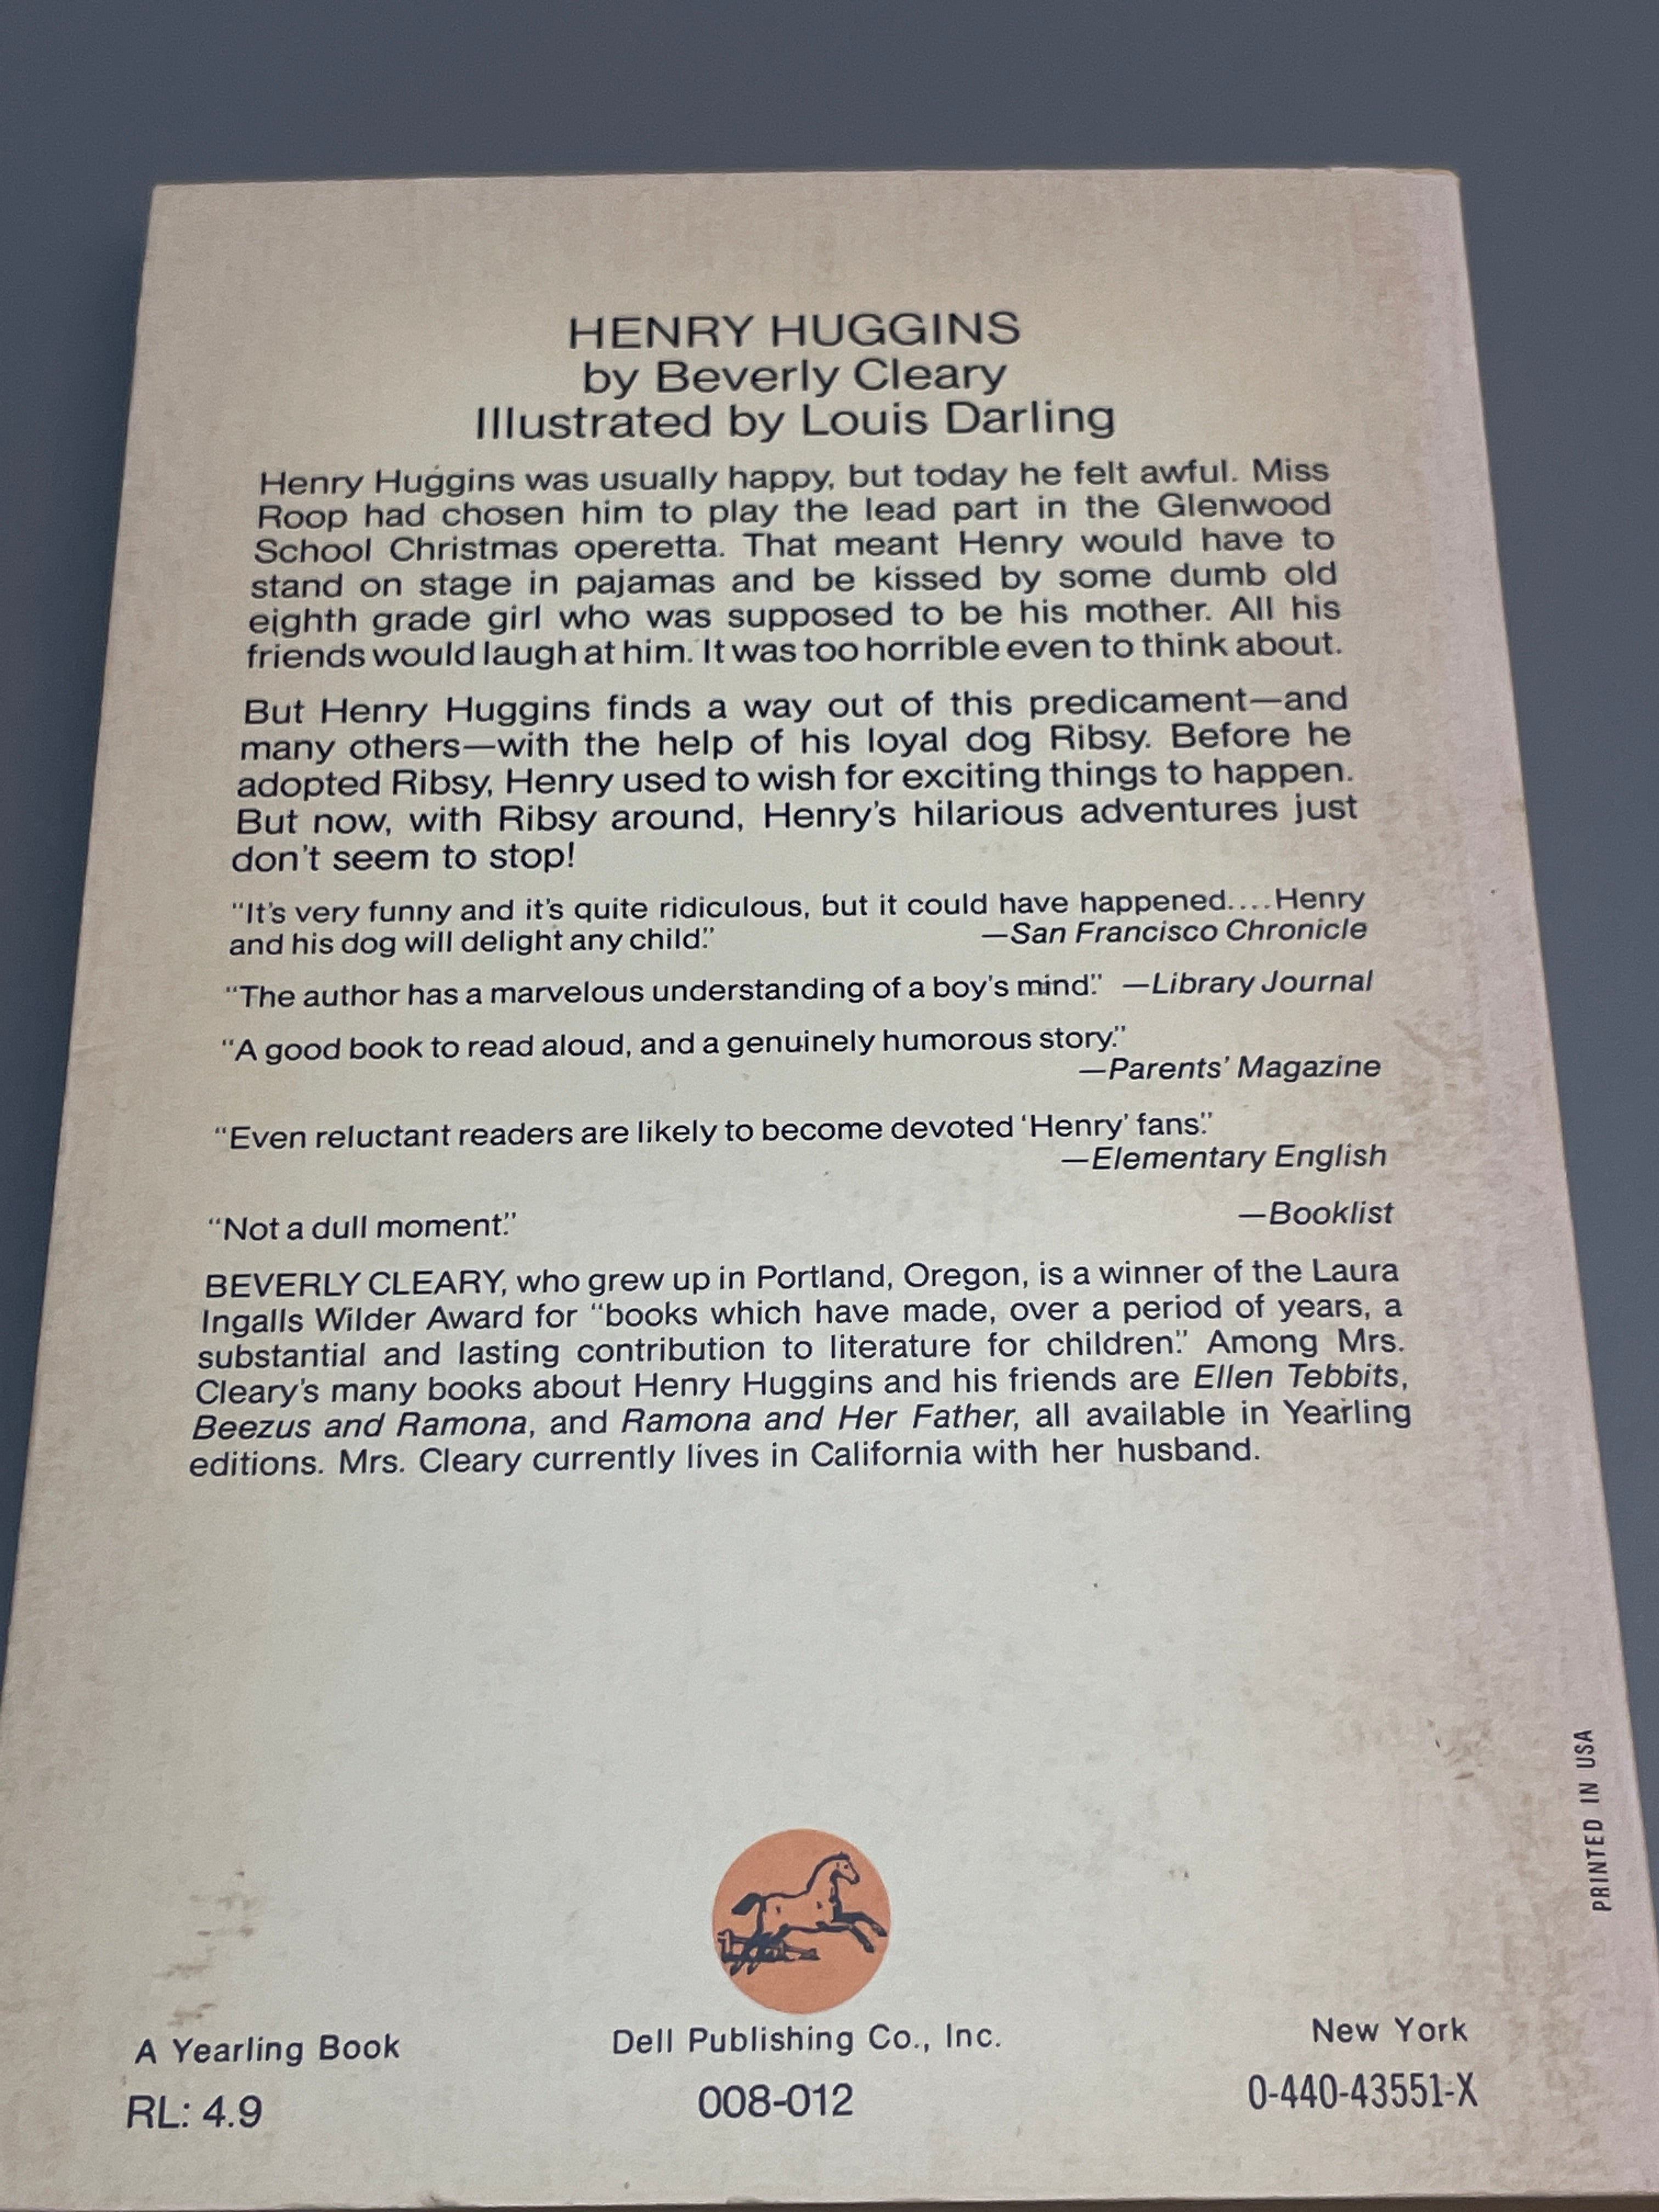 HENRY HUGGINS
by Beverly Cleary
Illustrated by Louis Darling
Henry Huggins was usually happy, but today he felt awful. Miss
Roop had chosen him to play the lead part in the Glenwood
School Christmas operetta. That meant Henry would have to
stand on stage in pajamas and be kissed by some dumb old
eighth grade girl who was supposed to be his mother. All his
friends would laugh at him. It was too horrible even to think about.
But Henry Huggins finds a way out of this predicament—and
many others—with the help of his loyal dog Ribsy. Before he
adopted Ribsy, Henry used to wish for exciting things to happen.
But now, with Ribsy around, Henry's hilarious adventures just
don't seem to stop!
"It's very funny and it's quite ridiculous, but it could have happened....Henry
and his dog will delight any child." —San Francisco Chronicle
"The author has a marvelous understanding of a boy's mind." —Library Journal
"A good book to read aloud, and a genuinely humorous story."
—Parents' Magazine
"Even reluctant readers are likely to become devoted 'Henry' fans."
—Elementary English
"Not a dull moment." —Booklist
BEVERLY CLEARY, who grew up in Portland, Oregon, is a winner of the Laura
Ingalls Wilder Award for "books which have made, over a period of years, a
substantial and lasting contribution to literature for children." Among Mrs.
Cleary's many books about Henry Huggins and his friends are Ellen Tebbits,
Beezus and Ramona, and Ramona and Her Father, all available in Yearling
editions. Mrs. Cleary currently lives in California with her husband.
PRINTED IN USA
A Yearling Book Dell Publishing Co., Inc. New York
RL: 4.9 008-012 0-440-43551-X